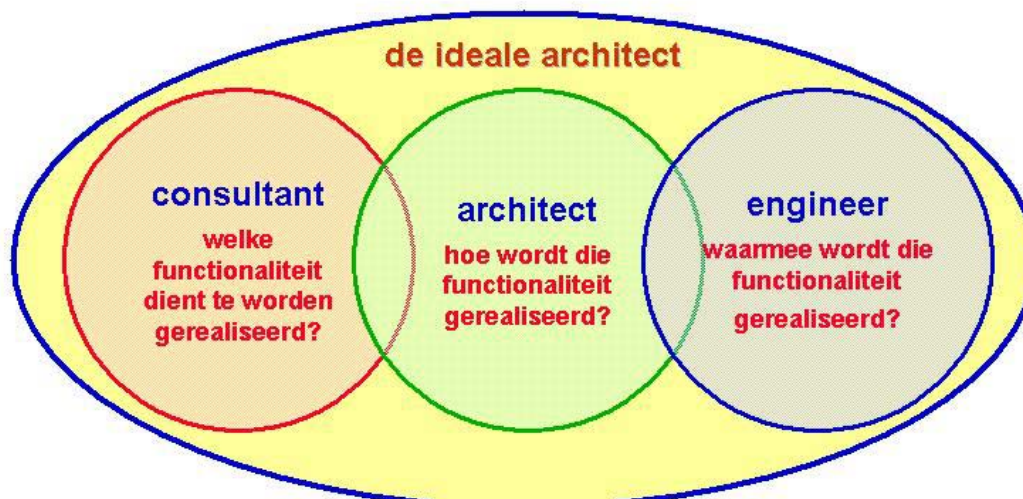 de ideale architect
consultant
welke
functionaliteit
dient te worden
gerealiseerd?
architect
hoe wordt die
functionaliteit
gerealiseerd?
engineer
waarmee wordt die
functionaliteit
gerealiseerd?